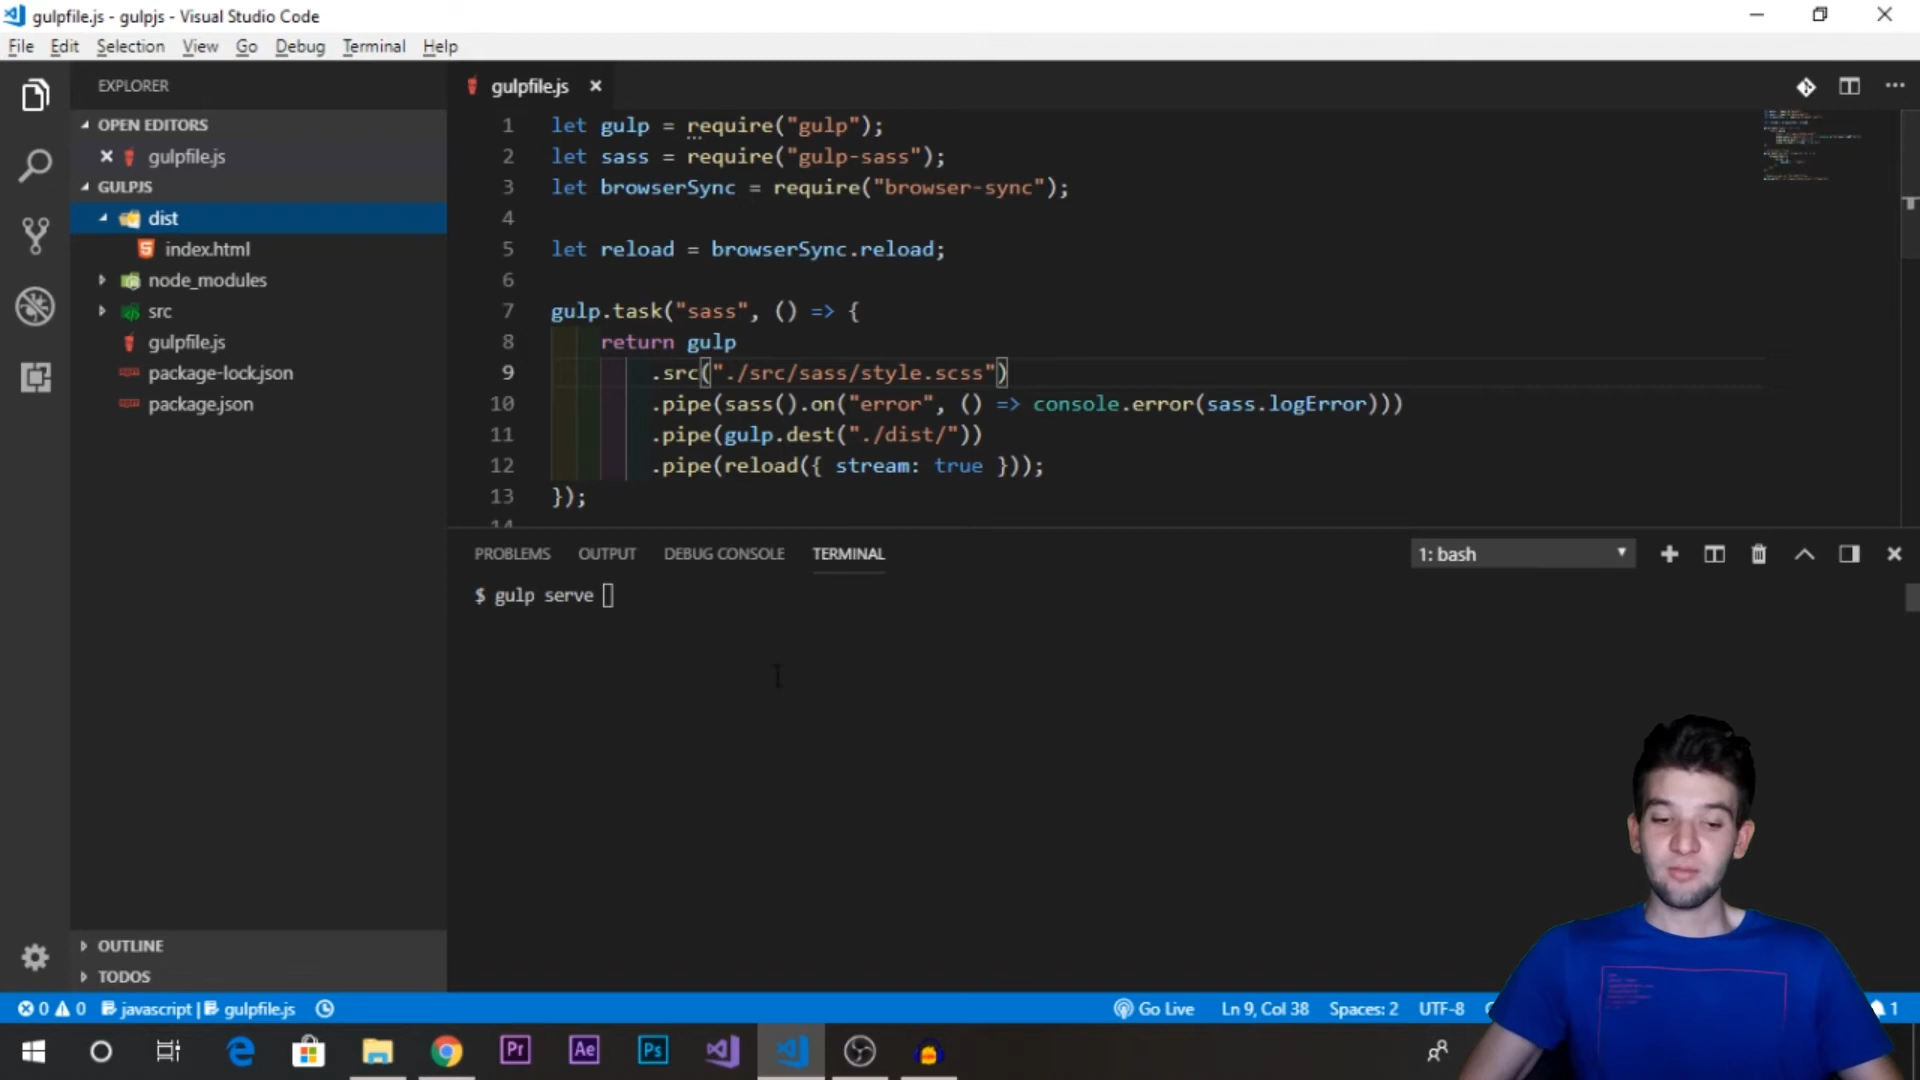 gulpfile.js - gulpjs - Visual Studio Code
File Edit Selection View Go Debug Terminal Help
EXPLORER
OPEN EDITORS
gulpfile.js
GULPJS
dist
index.html
node_modules
src
gulpfile.js
package-lock.json
package.json
OUTLINE
TODOS
gulpfile.js
1 let gulp = require("gulp");
2 let sass = require("gulp-sass");
3 let browserSync = require("browser-sync");
4
5 let reload = browserSync.reload;
6
7 gulp.task("sass", () => {
8 return gulp
9 .src("./src/sass/style.scss")
10 .pipe(sass().on("error", () => console.error(sass.logError)))
11 .pipe(gulp.dest("./dist/"))
12 .pipe(reload({ stream: true }));
13 });
14
PROBLEMS OUTPUT DEBUG CONSOLE TERMINAL 1: bash
$ gulp serve
0 0 javascript | gulpfile.js Go Live Ln 9, Col 38 Spaces: 2 UTF-8 1
Pr Ae Ps